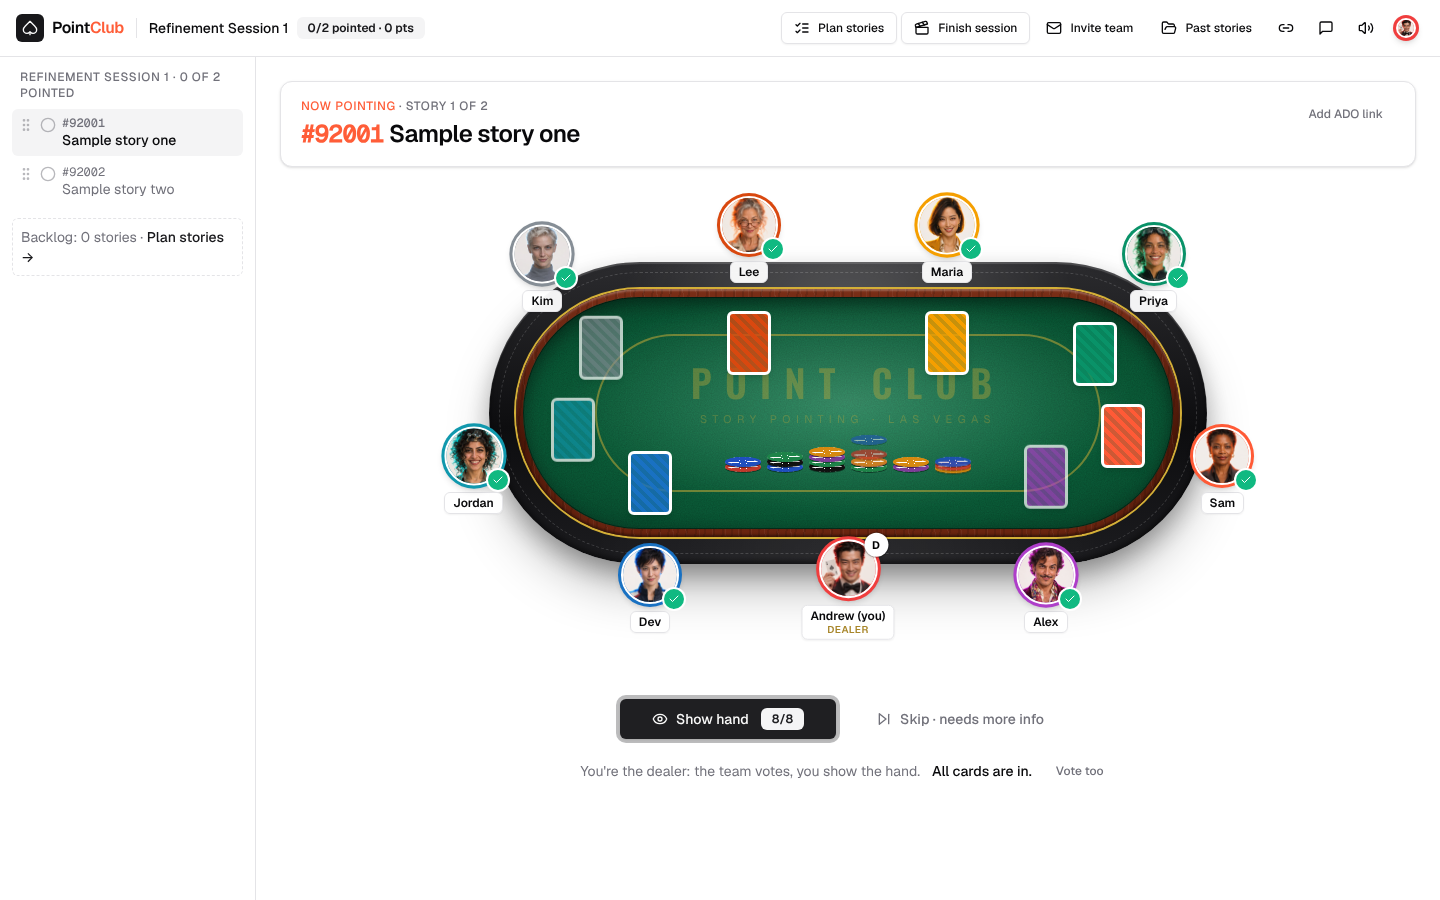 PointClub
Refinement Session 1
0/2 pointed · 0 pts
Plan stories
Finish session
Invite team
Past stories
REFINEMENT SESSION 1 · 0 OF 2
POINTED
#92001
Sample story one
#92002
Sample story two
Backlog: 0 stories · Plan stories
→
NOW POINTING · STORY 1 OF 2
#92001 Sample story one
Add ADO link
Kim
Lee
Maria
Priya
POINT CLUB
STORY POINTING · LAS VEGAS
Jordan
Sam
Dev
D
Andrew (you)
DEALER
Alex
Show hand 8/8
Skip · needs more info
You're the dealer: the team votes, you show the hand. All cards are in. Vote too